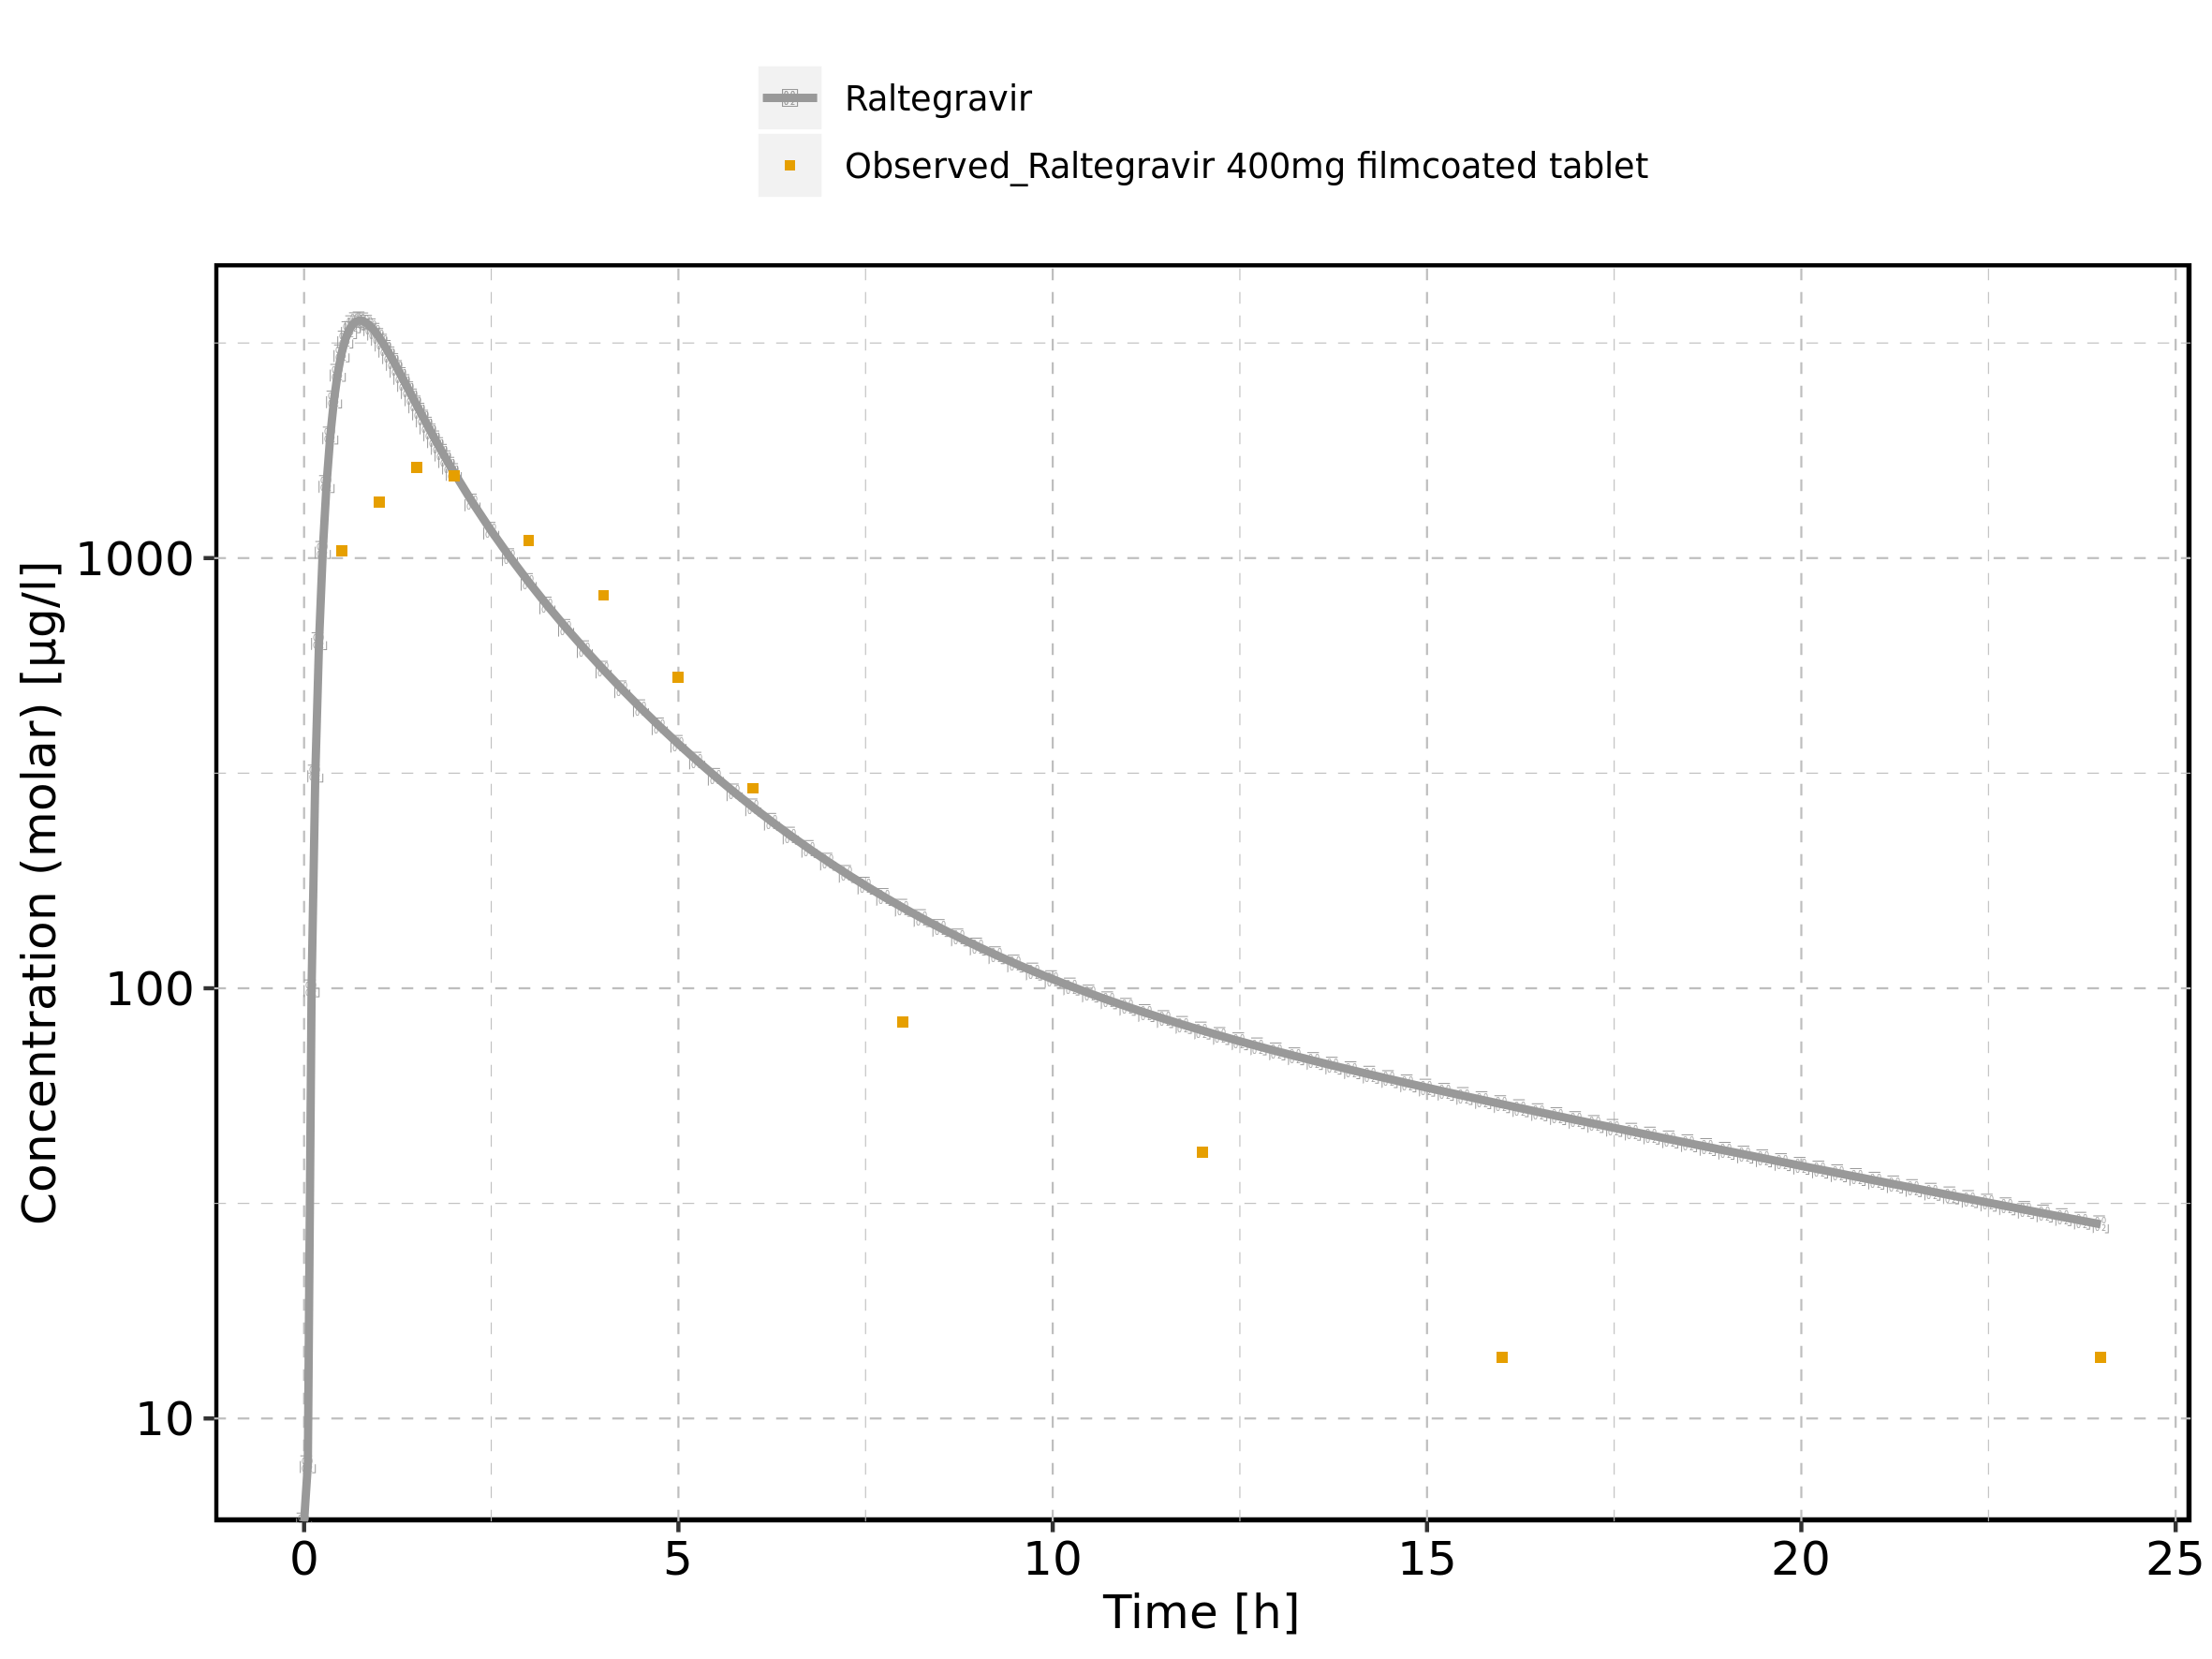 Raltegravir
Observed_Raltegravir 400mg filmcoated tablet
Concentration (molar) [µg/l]
1000
100
10
0 5 10 15 20 25
Time [h]